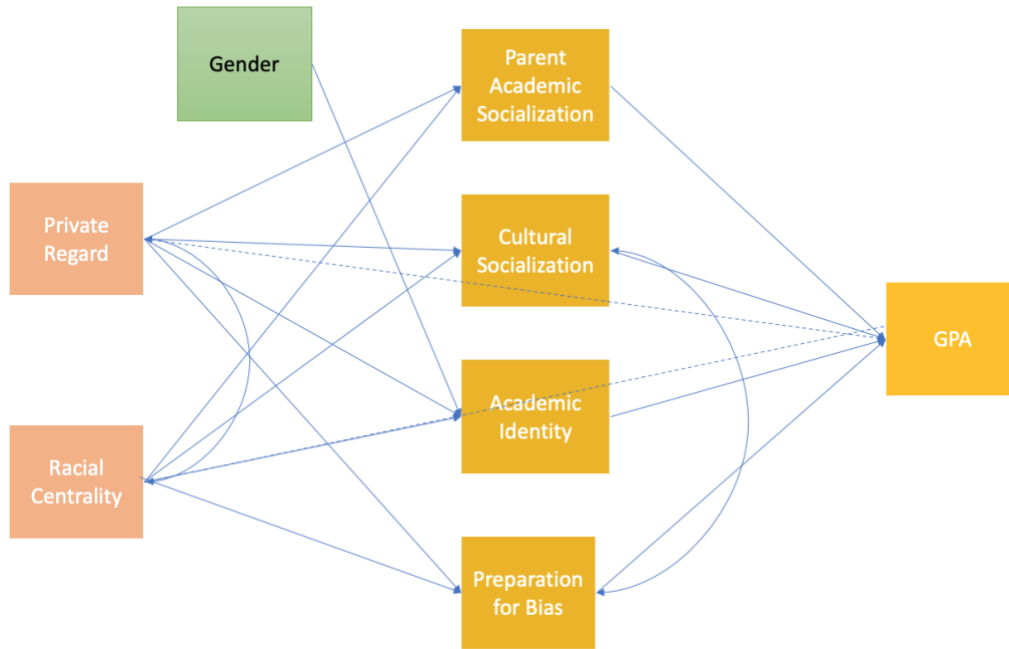 Gender
Parent
Academic
Socialization
Private
Regard
Cultural
Socialization
GPA
Academic
Identity
Racial
Centrality
Preparation
for Bias